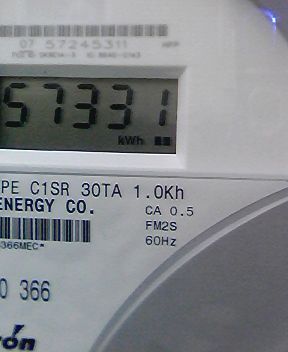 07 57245311
57331
kWh
PE C1SR 30TA 1.0Kh
ENERGY CO.
CA 0.5
FM2S
60Hz
366MEC*
0 366
rón